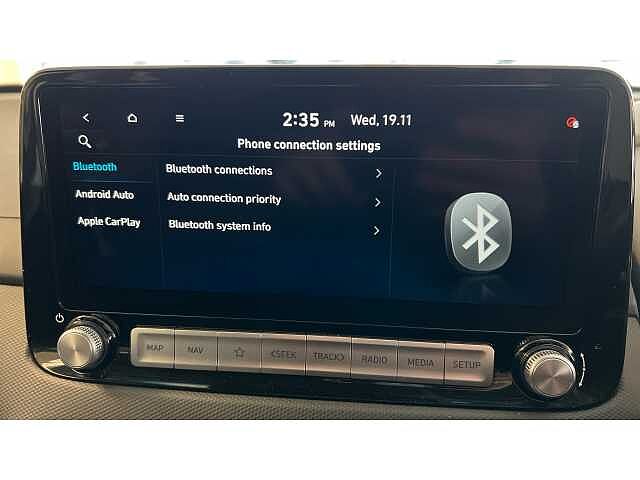 2:35 PM Wed, 19.11
Phone connection settings
Bluetooth
Android Auto
Apple CarPlay
Bluetooth connections
Auto connection priority
Bluetooth system info
MAP NAV ☆ <SEEK TRACK> RADIO MEDIA SETUP